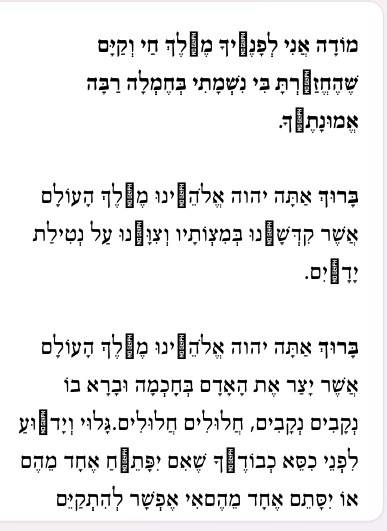 מוֹדָה אֲנִי לְפָנֶיךָ מֶלֶךְ חַי וְקַיָּם
שֶׁהֶחֱזַרְתָּ בִּי נִשְׁמָתִי בְּחֶמְלָה רַבָּה
אֱמוּנָתֶךָ.
בָּרוּךְ אַתָּה יהוה אֱלֹהֵינוּ מֶלֶךְ הָעוֹלָם
אֲשֶׁר קִדְּשָׁנוּ בְּמִצְוֹתָיו וְצִוָּנוּ עַל נְטִילַת
יָדָיִם.
בָּרוּךְ אַתָּה יהוה אֱלֹהֵינוּ מֶלֶךְ הָעוֹלָם
אֲשֶׁר יָצַר אֶת הָאָדָם בְּחָכְמָה וּבָרָא בוֹ
נְקָבִים נְקָבִים, חֲלוּלִים חֲלוּלִים.גָּלוּי וְיָדוּעַ
לִפְנֵי כִסֵּא כְבוֹדֶךָ שֶׁאִם יִפָּתֵחַ אֶחָד מֵהֶם
אוֹ יִסָּתֵם אֶחָד מֵהֶםאִי אֶפְשָׁר לְהִתְקַיֵּם